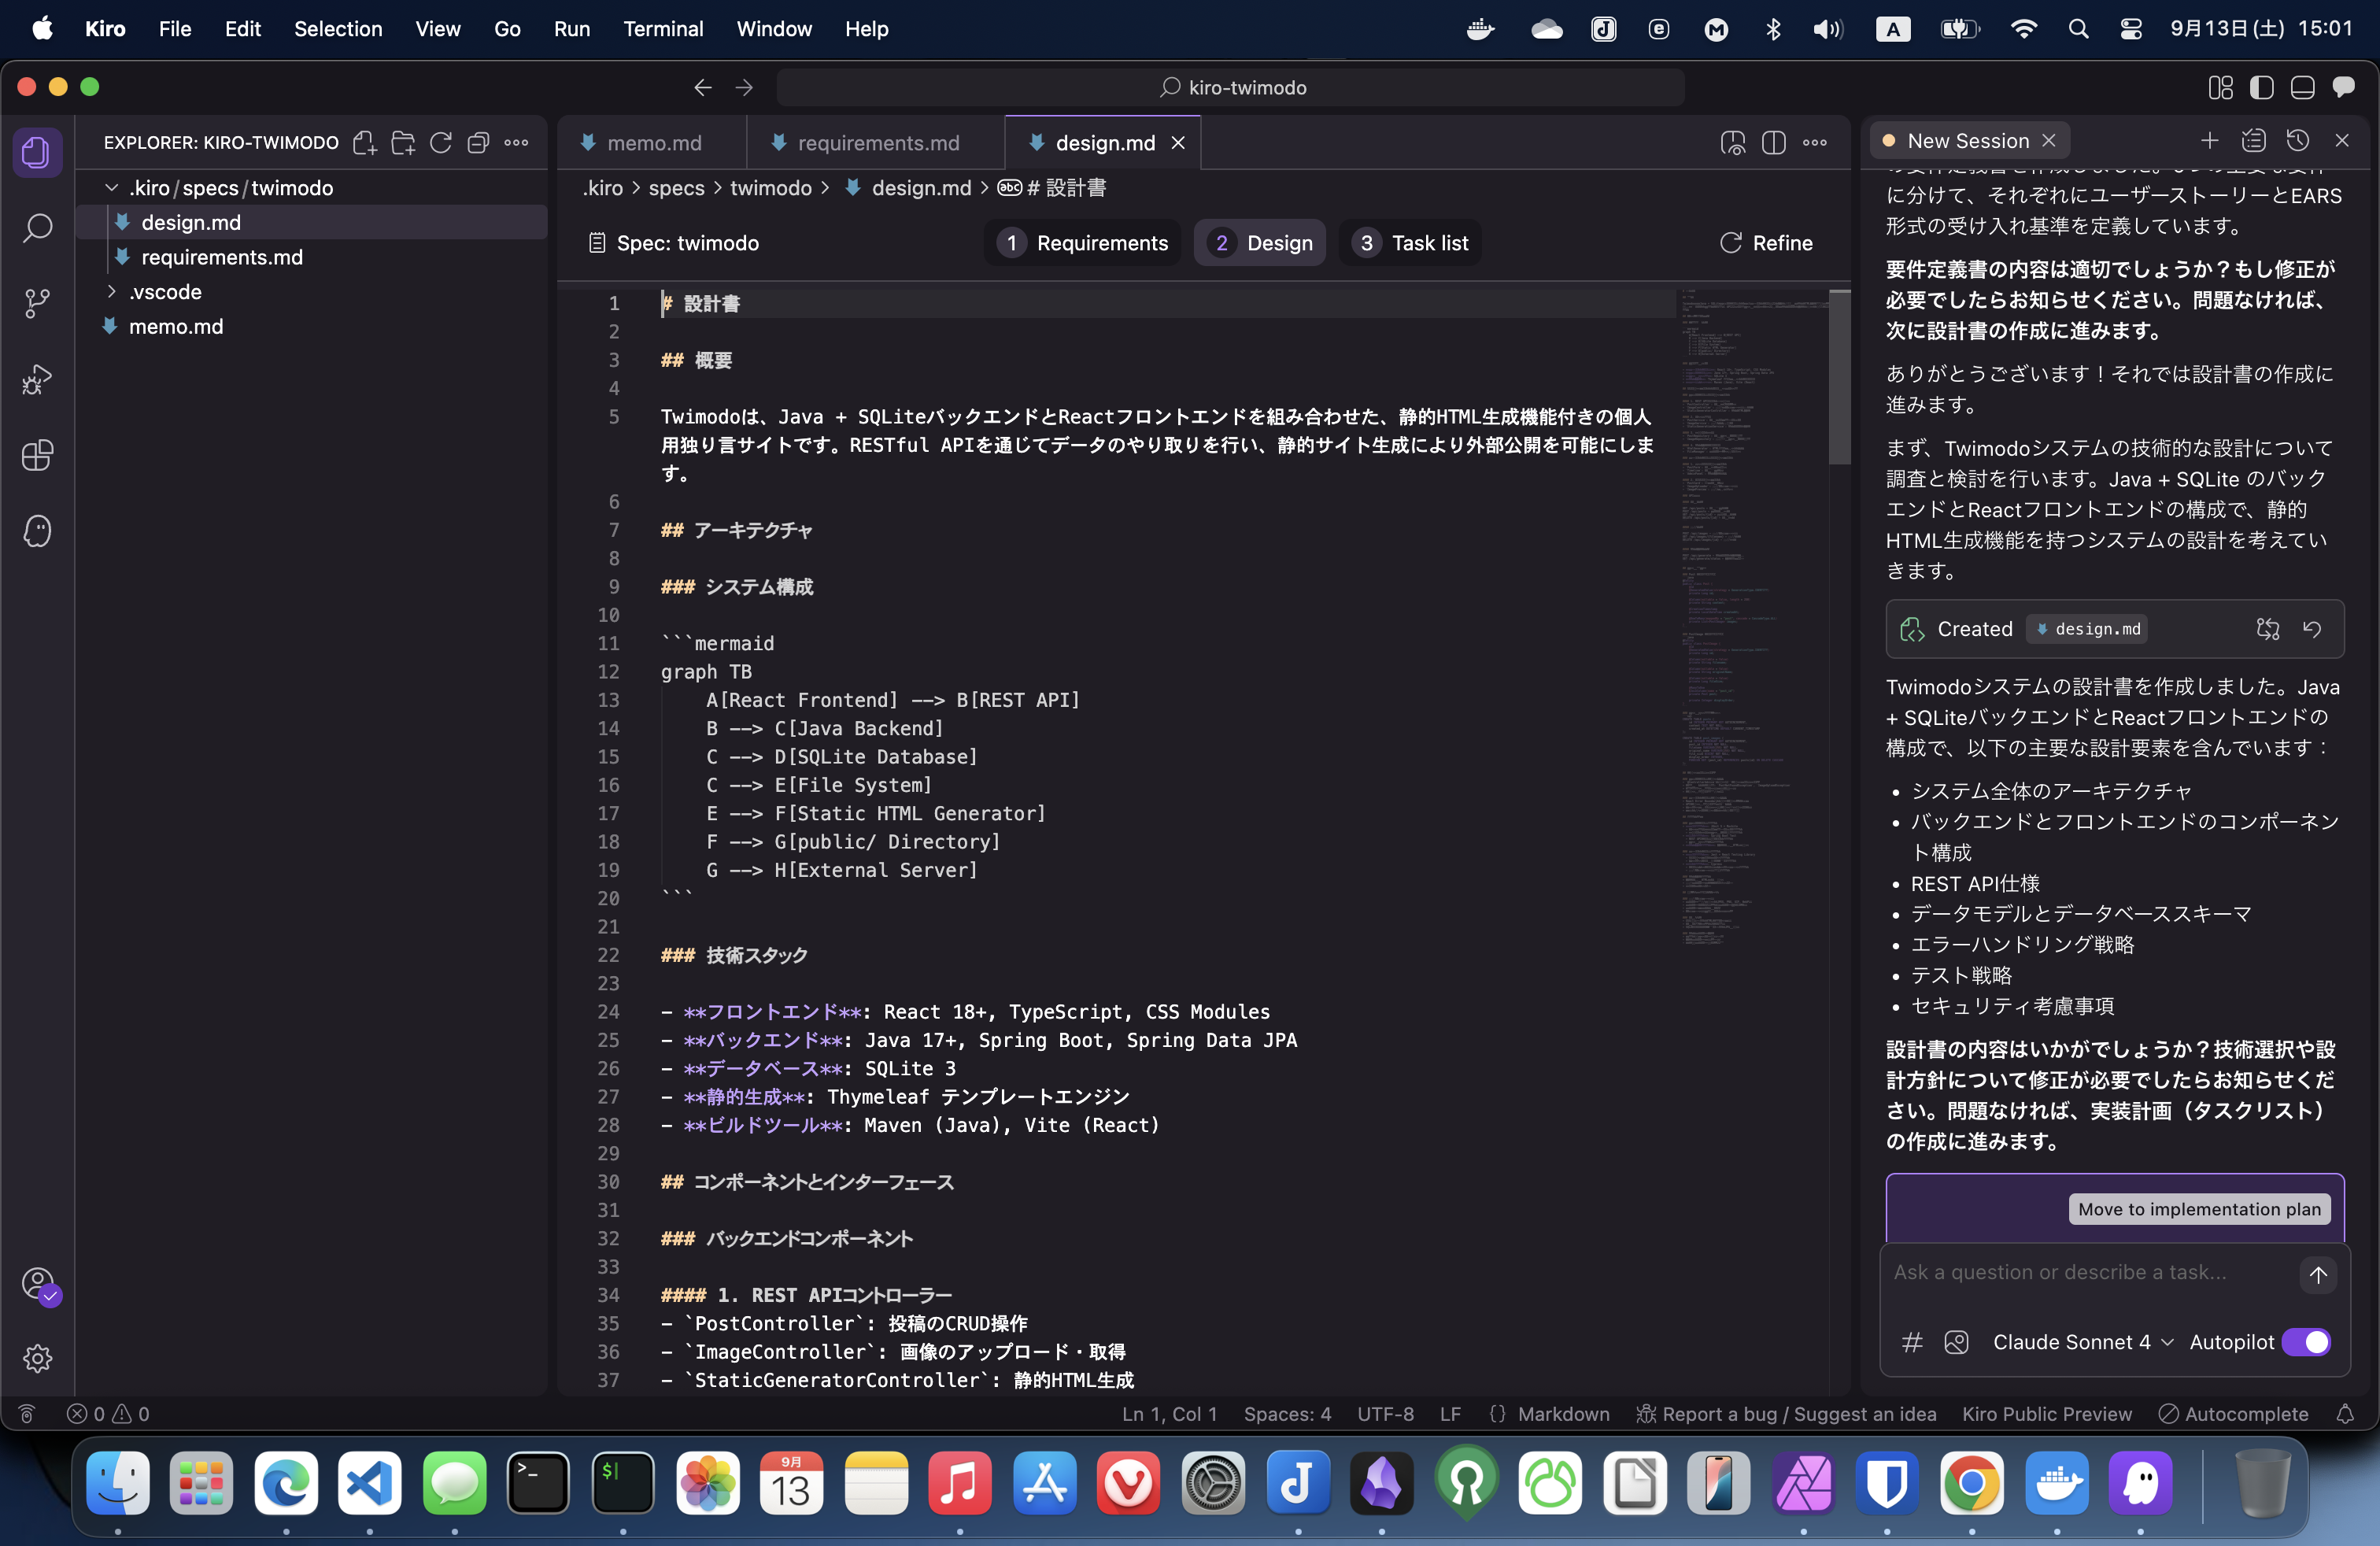 Kiro File Edit Selection View Go Run Terminal Window Help
A 9月13日(土) 15:01
kiro-twimodo
EXPLORER: KIRO-TWIMODO
.kiro/specs/twimodo
design.md
requirements.md
.vscode
memo.md
memo.md requirements.md design.md
.kiro > specs > twimodo > design.md > abc # 設計書
Spec: twimodo 1 Requirements 2 Design 3 Task list Refine
1 # 設計書
2
3 ## 概要
4
5 Twimodoは、Java + SQLiteバックエンドとReactフロントエンドを組み合わせた、静的HTML生成機能付きの個人
用独り言サイトです。RESTful APIを通じてデータのやり取りを行い、静的サイト生成により外部公開を可能にしま
す。
6
7 ## アーキテクチャ
8
9 ### システム構成
10
11 ```mermaid
12 graph TB
13 A[React Frontend] --> B[REST API]
14 B --> C[Java Backend]
15 C --> D[SQLite Database]
16 C --> E[File System]
17 E --> F[Static HTML Generator]
18 F --> G[public/ Directory]
19 G --> H[External Server]
20 ```
21
22 ### 技術スタック
23
24 - **フロントエンド**: React 18+, TypeScript, CSS Modules
25 - **バックエンド**: Java 17+, Spring Boot, Spring Data JPA
26 - **データベース**: SQLite 3
27 - **静的生成**: Thymeleaf テンプレートエンジン
28 - **ビルドツール**: Maven (Java), Vite (React)
29
30 ## コンポーネントとインターフェース
31
32 ### バックエンドコンポーネント
33
34 #### 1. REST APIコントローラー
35 - `PostController`: 投稿のCRUD操作
36 - `ImageController`: 画像のアップロード・取得
37 - `StaticGeneratorController`: 静的HTML生成
New Session
に分けて、それぞれにユーザーストーリーとEARS
形式の受け入れ基準を定義しています。
要件定義書の内容は適切でしょうか？もし修正が
必要でしたらお知らせください。問題なければ、
次に設計書の作成に進みます。
ありがとうございます！それでは設計書の作成に
進みます。
まず、Twimodoシステムの技術的な設計について
調査と検討を行います。Java + SQLite のバック
エンドとReactフロントエンドの構成で、静的
HTML生成機能を持つシステムの設計を考えてい
きます。
Created design.md
Twimodoシステムの設計書を作成しました。Java
+ SQLiteバックエンドとReactフロントエンドの
構成で、以下の主要な設計要素を含んでいます：
• システム全体のアーキテクチャ
• バックエンドとフロントエンドのコンポーネン
ト構成
• REST API仕様
• データモデルとデータベーススキーマ
• エラーハンドリング戦略
• テスト戦略
• セキュリティ考慮事項
設計書の内容はいかがでしょうか？技術選択や設
計方針について修正が必要でしたらお知らせくだ
さい。問題なければ、実装計画（タスクリスト）
の作成に進みます。
Move to implementation plan
Ask a question or describe a task...
# Claude Sonnet 4 Autopilot
0 0 Ln 1, Col 1 Spaces: 4 UTF-8 LF {} Markdown Report a bug / Suggest an idea Kiro Public Preview Autocomplete
9月
13